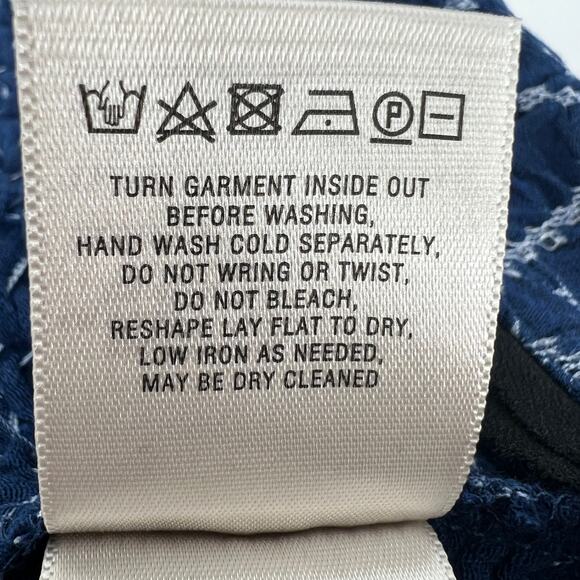 P
TURN GARMENT INSIDE OUT
BEFORE WASHING,
HAND WASH COLD SEPARATELY,
DO NOT WRING OR TWIST,
DO NOT BLEACH,
RESHAPE LAY FLAT TO DRY,
LOW IRON AS NEEDED,
MAY BE DRY CLEANED